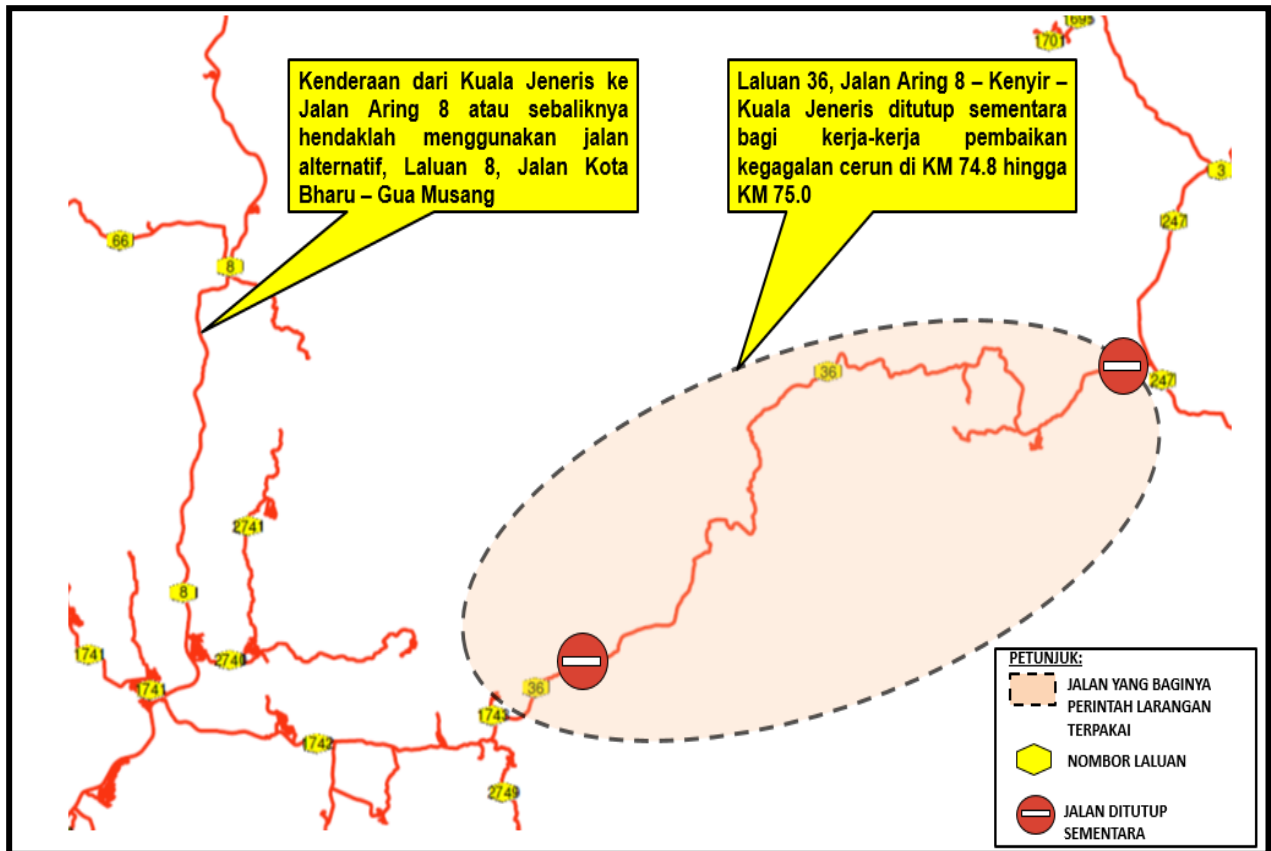 Kenderaan dari Kuala Jeneris ke
Jalan Aring 8 atau sebaliknya
hendaklah menggunakan jalan
alternatif, Laluan 8, Jalan Kota
Bharu – Gua Musang
Laluan 36, Jalan Aring 8 – Kenyir –
Kuala Jeneris ditutup sementara
bagi kerja-kerja pembaikan
kegagalan cerun di KM 74.8 hingga
KM 75.0
1695
1701
3
247
66
8
36
247
2741
8
1741
2740
1741
36
1743
1742
2749
PETUNJUK:
JALAN YANG BAGINYA
PERINTAH LARANGAN
TERPAKAI
NOMBOR LALUAN
JALAN DITUTUP
SEMENTARA